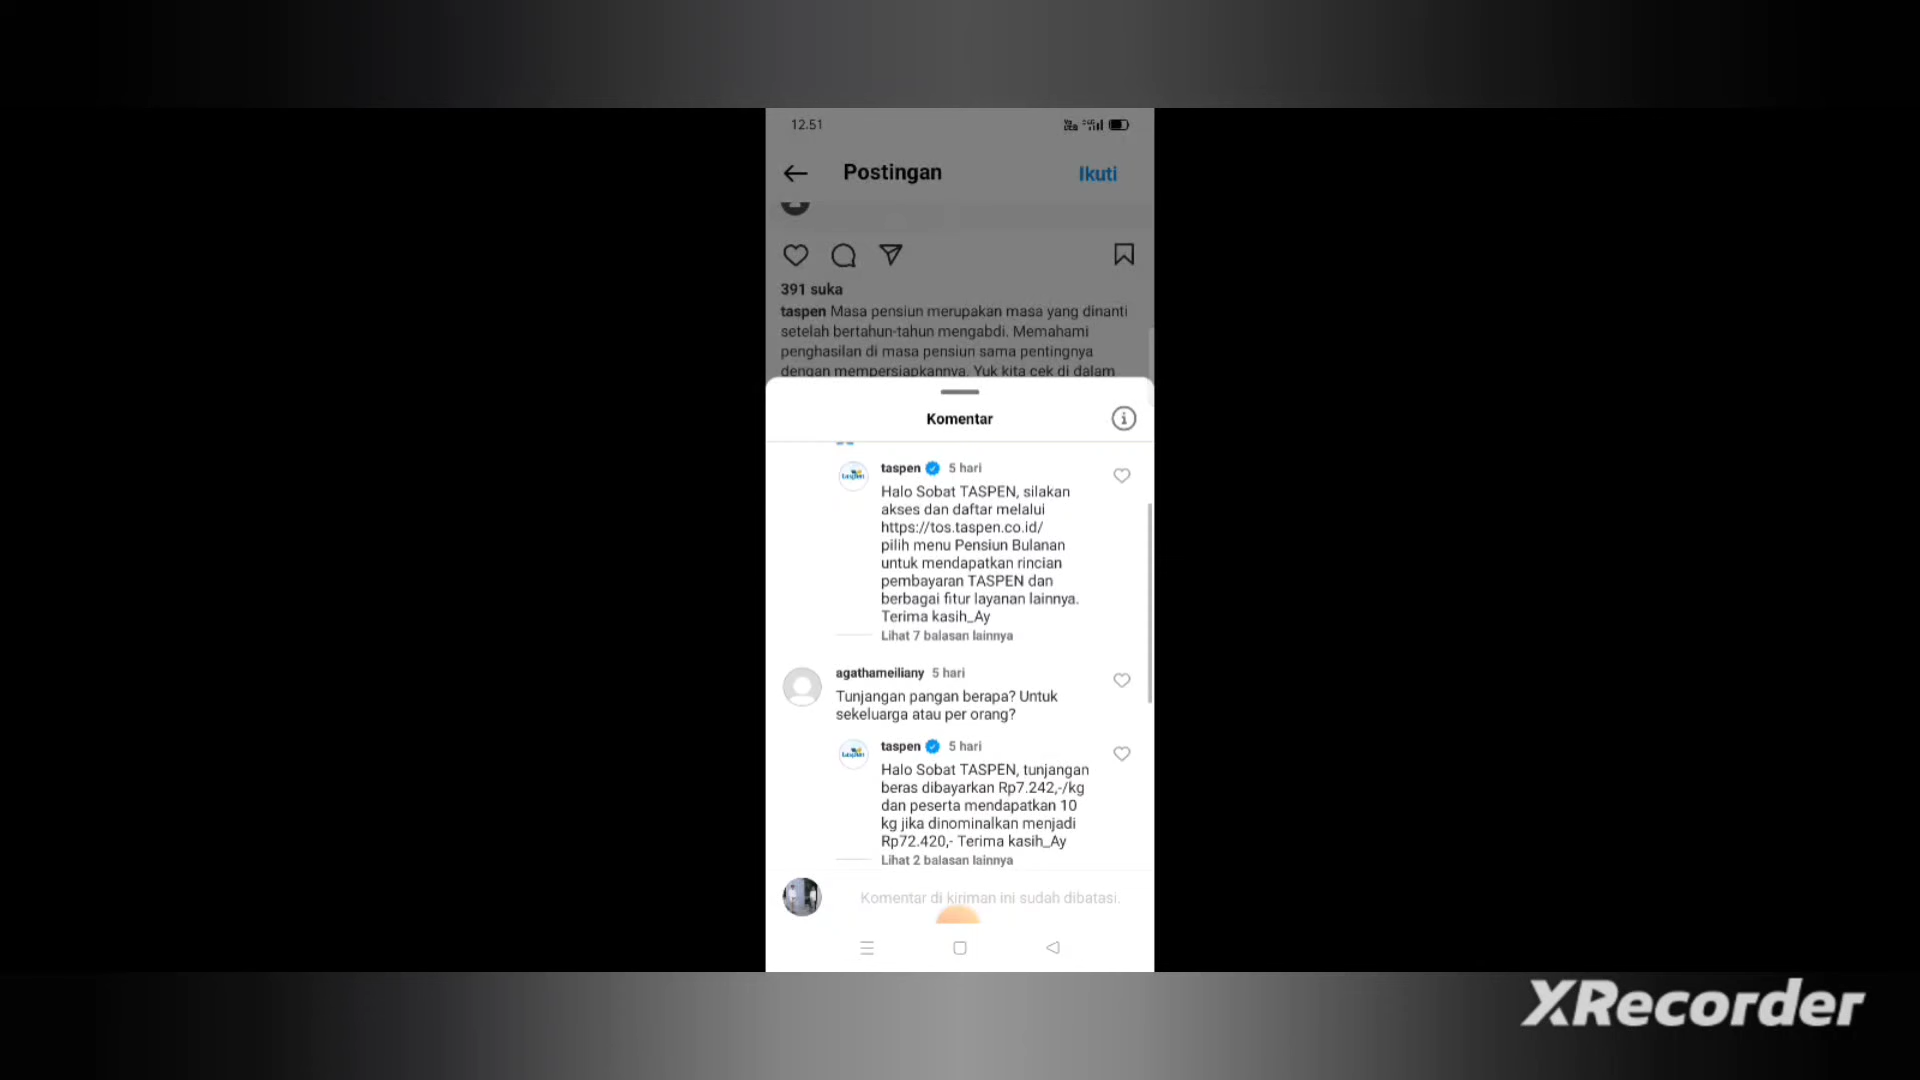 12.51
Postingan
Ikuti
391 suka
taspen Masa pensiun merupakan masa yang dinanti
setelah bertahun-tahun mengabdi. Memahami
penghasilan di masa pensiun sama pentingnya
dengan mempersiapkannya. Yuk kita cek di dalam
Komentar
taspen 5 hari
Halo Sobat TASPEN, silakan
akses dan daftar melalui
https://tos.taspen.co.id/
pilih menu Pensiun Bulanan
untuk mendapatkan rincian
pembayaran TASPEN dan
berbagai fitur layanan lainnya.
Terima kasih_Ay
Lihat 7 balasan lainnya
agathameiliany 5 hari
Tunjangan pangan berapa? Untuk
sekeluarga atau per orang?
taspen 5 hari
Halo Sobat TASPEN, tunjangan
beras dibayarkan Rp7.242,-/kg
dan peserta mendapatkan 10
kg jika dinominalkan menjadi
Rp72.420,- Terima kasih_Ay
Lihat 2 balasan lainnya
Komentar di kiriman ini sudah dibatasi.
XRecorder